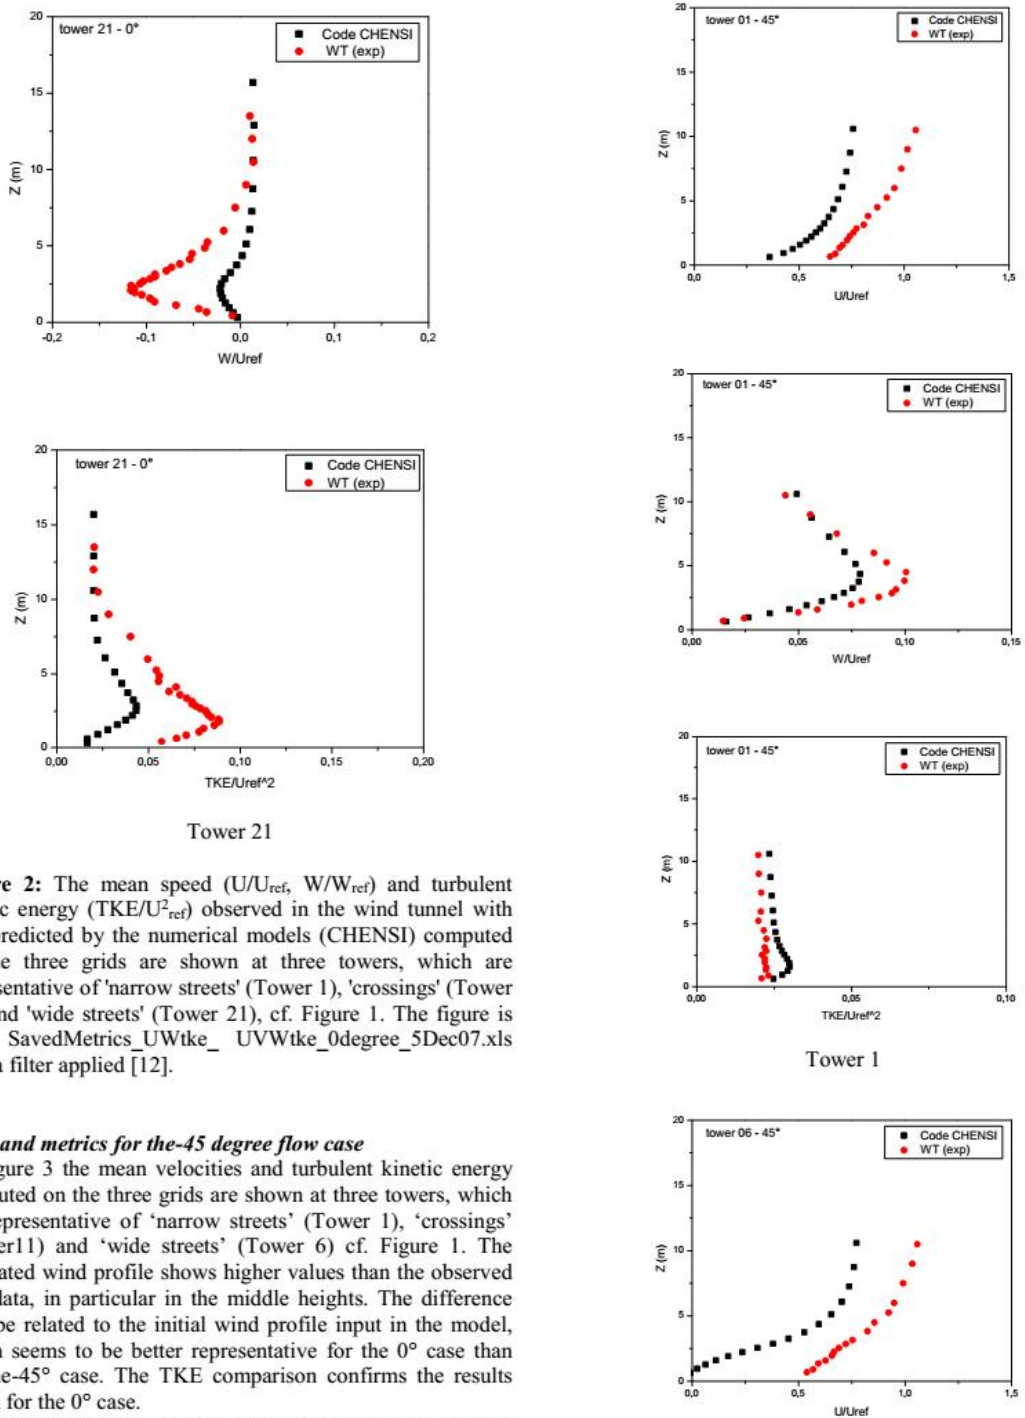 tower 21 - 0°
Code CHENSI
WT (exp)
20
15
10
5
0
Z (m)
-0,2
-0,1
0,0
0,1
0,2
W/Uref
tower 21 - 0°
Code CHENSI
WT (exp)
20
15
10
5
0
Z (m)
0,00
0,05
0,10
0,15
0,20
TKE/Uref^2
Tower 21
e 2: The mean speed (U/Uref, W/Wref) and turbulent
c energy (TKE/U²ref) observed in the wind tunnel with
predicted by the numerical models (CHENSI) computed
e three grids are shown at three towers, which are
sentative of 'narrow streets' (Tower 1), 'crossings' (Tower
nd 'wide streets' (Tower 21), cf. Figure 1. The figure is
SavedMetrics_UWtke_ UVWtke_0degree_5Dec07.xls
filter applied [12].
and metrics for the-45 degree flow case
gure 3 the mean velocities and turbulent kinetic energy
uted on the three grids are shown at three towers, which
epresentative of ‘narrow streets’ (Tower 1), ‘crossings’
er11) and ‘wide streets’ (Tower 6) cf. Figure 1. The
ated wind profile shows higher values than the observed
data, in particular in the middle heights. The difference
be related to the initial wind profile input in the model,
seems to be better representative for the 0° case than
e-45° case. The TKE comparison confirms the results
for the 0° case.
tower 01 - 45°
Code CHENSI
WT (exp)
20
15
10
5
0
Z (m)
0,0
0,5
1,0
1,5
U/Uref
tower 01 - 45°
Code CHENSI
WT (exp)
20
15
10
5
0
Z (m)
0,00
0,05
0,10
0,15
W/Uref
tower 01 - 45°
Code CHENSI
WT (exp)
20
15
10
5
0
Z (m)
0,00
0,05
0,10
TKE/Uref^2
Tower 1
tower 06 - 45°
Code CHENSI
WT (exp)
20
15
10
5
0
Z (m)
0,0
0,5
1,0
1,5
U/Uref